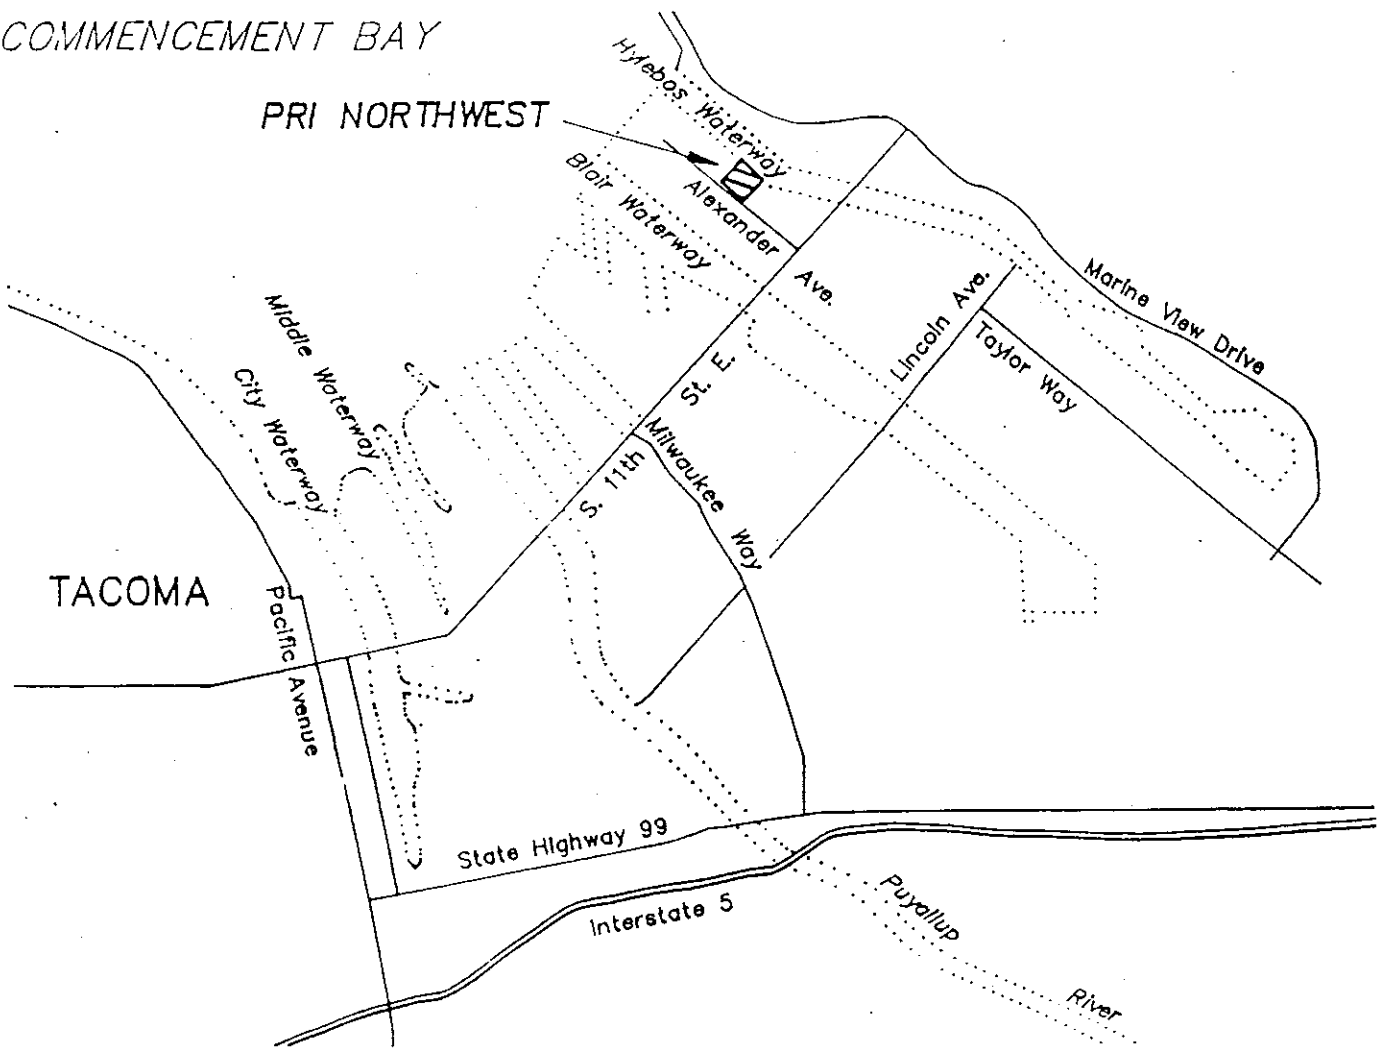 COMMENCEMENT BAY
PRI NORTHWEST
Hylebos Waterway
Blair Waterway
Alexander Ave.
Marine View Drive
Lincoln Ave.
Taylor Way
Middle Waterway
City Waterway
S. 11th St. E.
Milwaukee Way
TACOMA
Pacific Avenue
State Highway 99
Interstate 5
Puyallup River